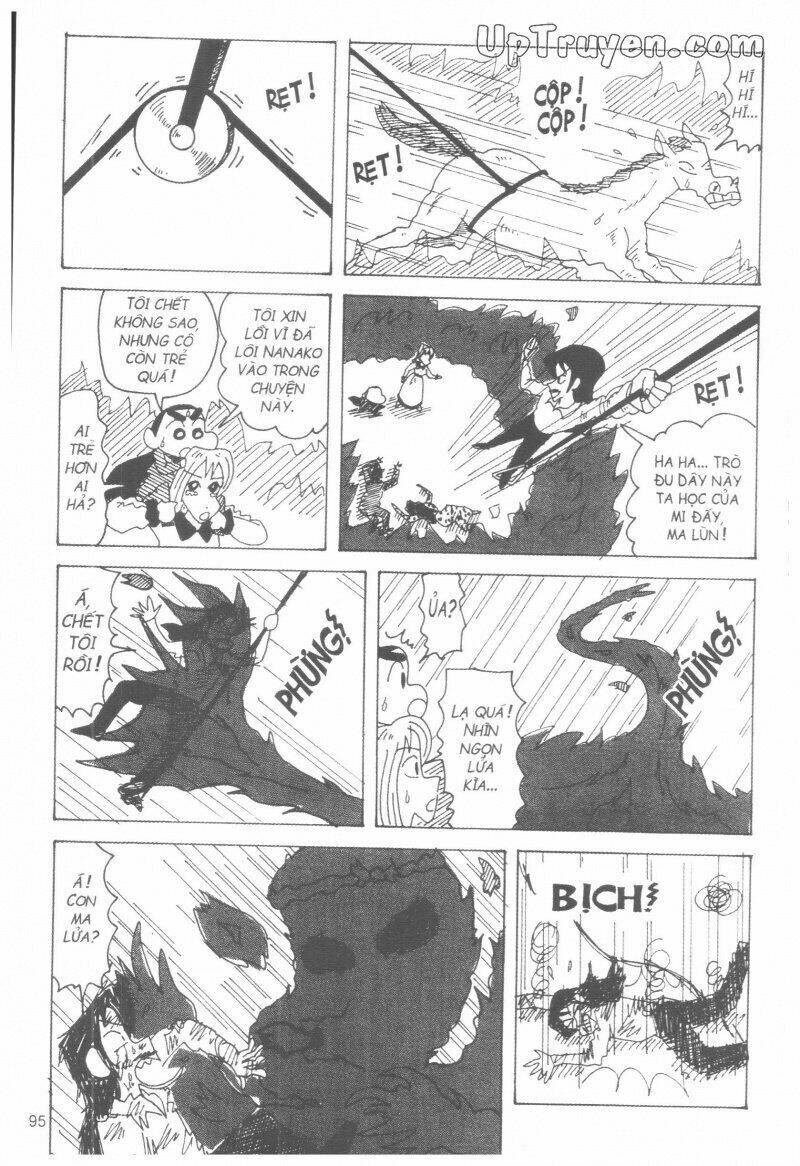 UpTruyen.com
RẸT!
CỘP!
CỘP!
RẸT!
HÍ
HÍ
HÍ...
TÔI CHẾT
KHÔNG SAO,
NHƯNG CÔ
CÒN TRẺ
QUÁ!
TÔI XIN
LỖI VÌ ĐÃ
LÔI NANAKO
VÀO TRONG
CHUYỆN
NÀY.
AI
TRẺ
HƠN
AI
HẢ?
RẸT!
HA HA... TRÒ
ĐU DÂY NÀY
TA HỌC CỦA
MI ĐẤY,
MA LÙN!
Á,
CHẾT
TÔI
RỒI!
PHỪNG!
ỦA?
LẠ QUÁ!
NHÌN
NGỌN
LỬA
KÌA...
PHỪNG!
Á!
CON
MA
LỬA?
BỊCH!
95